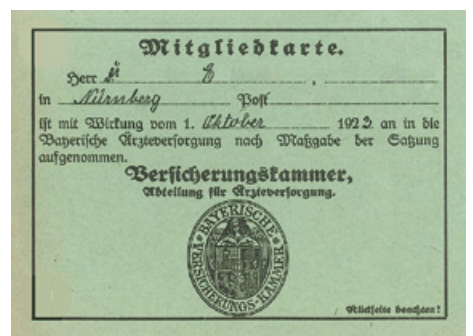 Mitgliedkarte.
Herr
in Nürnberg Post
ist mit Wirkung vom 1. Oktober 1923 an in die
Bayerische Ärzteversorgung nach Maßgabe der Satzung
aufgenommen.
Versicherungskammer,
Abteilung für Ärzteversorgung.
BAYERISCHE
VERSICHERUNGS-KAMMER
Rückseite beachten!